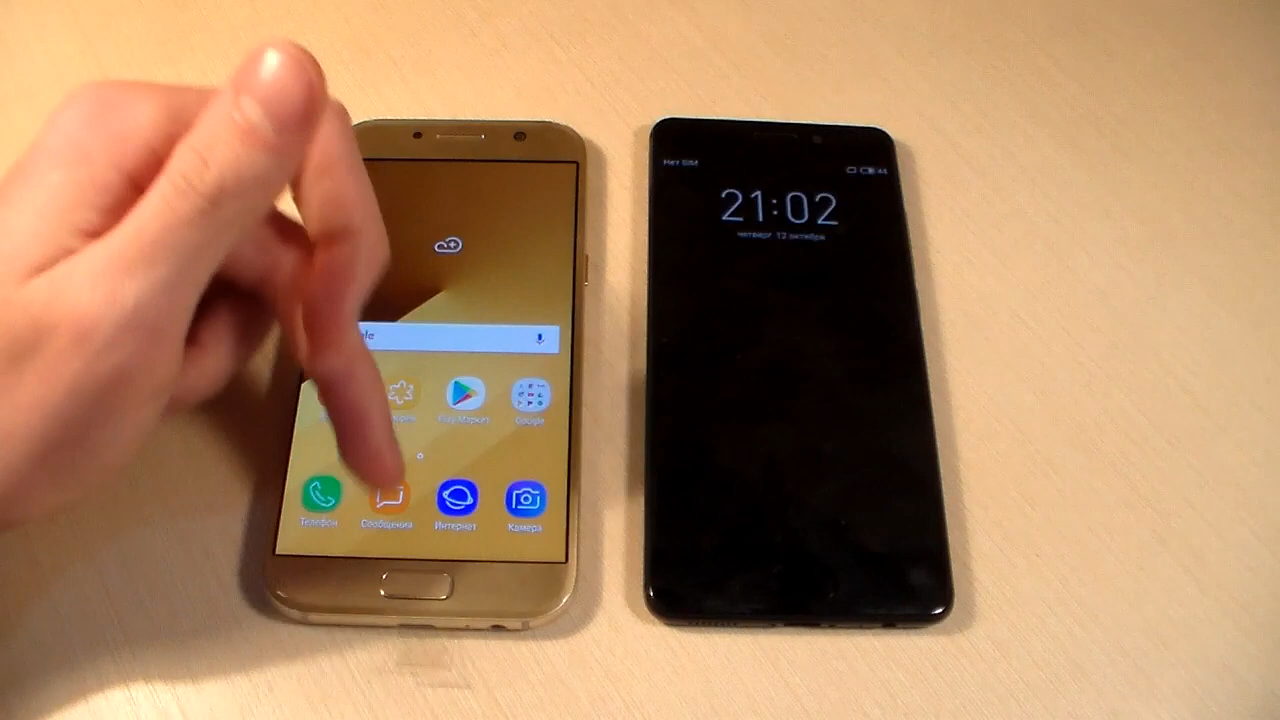 Нет SIM
21:02
четверг 12 октября
Play Маркет
Google
Телефон
Сообщения
Интернет
Камера